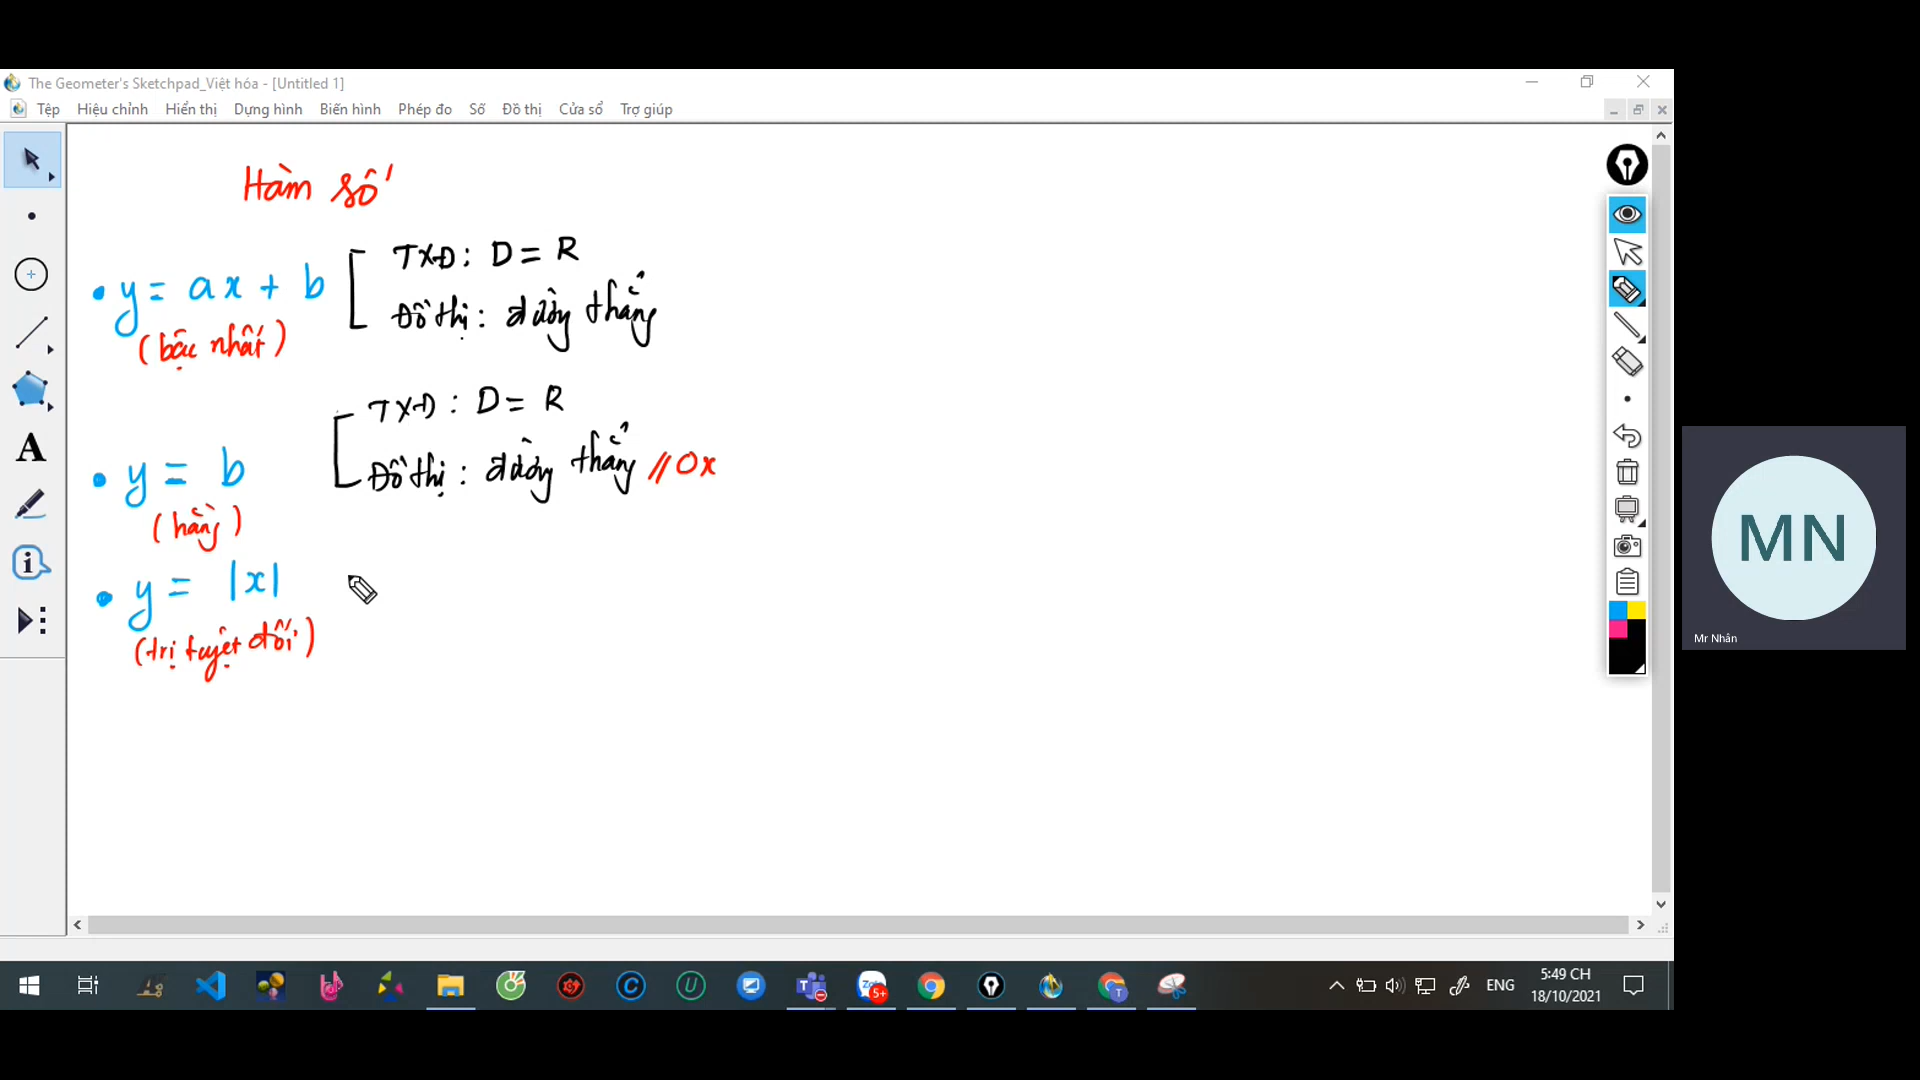 The Geometer's Sketchpad_Việt hóa - [Untitled 1]
Tệp Hiệu chỉnh Hiển thị Dựng hình Biến hình Phép đo Số Đồ thị Cửa sổ Trợ giúp
Hàm số
• y = ax + b
(bậc nhất)
TXĐ: D = R
Đồ thị: đường thẳng
• y = b
(hằng)
TXĐ: D = R
Đồ thị: đường thẳng // Ox
• y = |x|
(trị tuyệt đối)
A
MN
Mr Nhân
5+
T
ENG
5:49 CH
18/10/2021